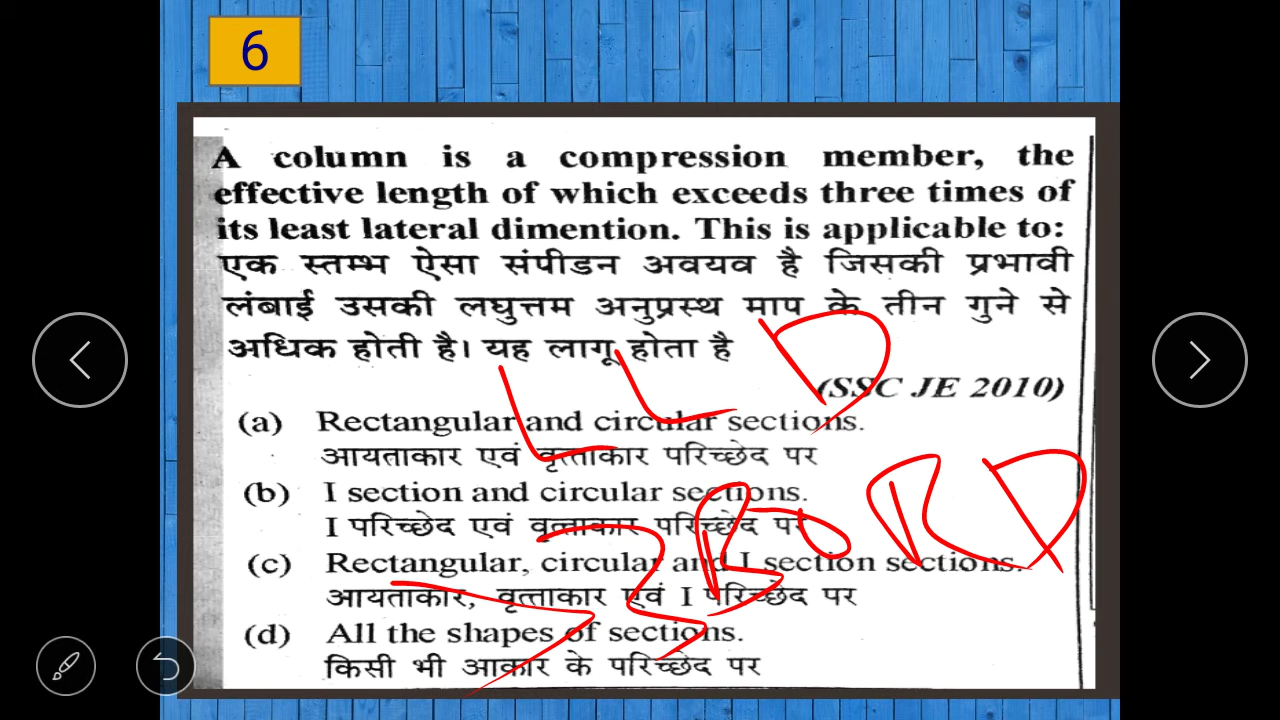 6
A column is a compression member, the
effective length of which exceeds three times of
its least lateral dimention. This is applicable to:
एक स्तम्भ ऐसा संपीडन अवयव है जिसकी प्रभावी
लंबाई उसकी लघुत्तम अनुप्रस्थ माप के तीन गुने से
अधिक होती है। यह लागू होता है
LLD
(SSC JE 2010)
(a) Rectangular and circular sections.
आयताकार एवं वृत्ताकार परिच्छेद पर
(b) I section and circular sections.
I परिच्छेद एवं वृत्ताकार परिच्छेद पर
> 3 B or D
(c) Rectangular, circular and I section sections.
आयताकार, वृत्ताकार एवं I परिच्छेद पर
(d) All the shapes of sections.
किसी भी आकार के परिच्छेद पर